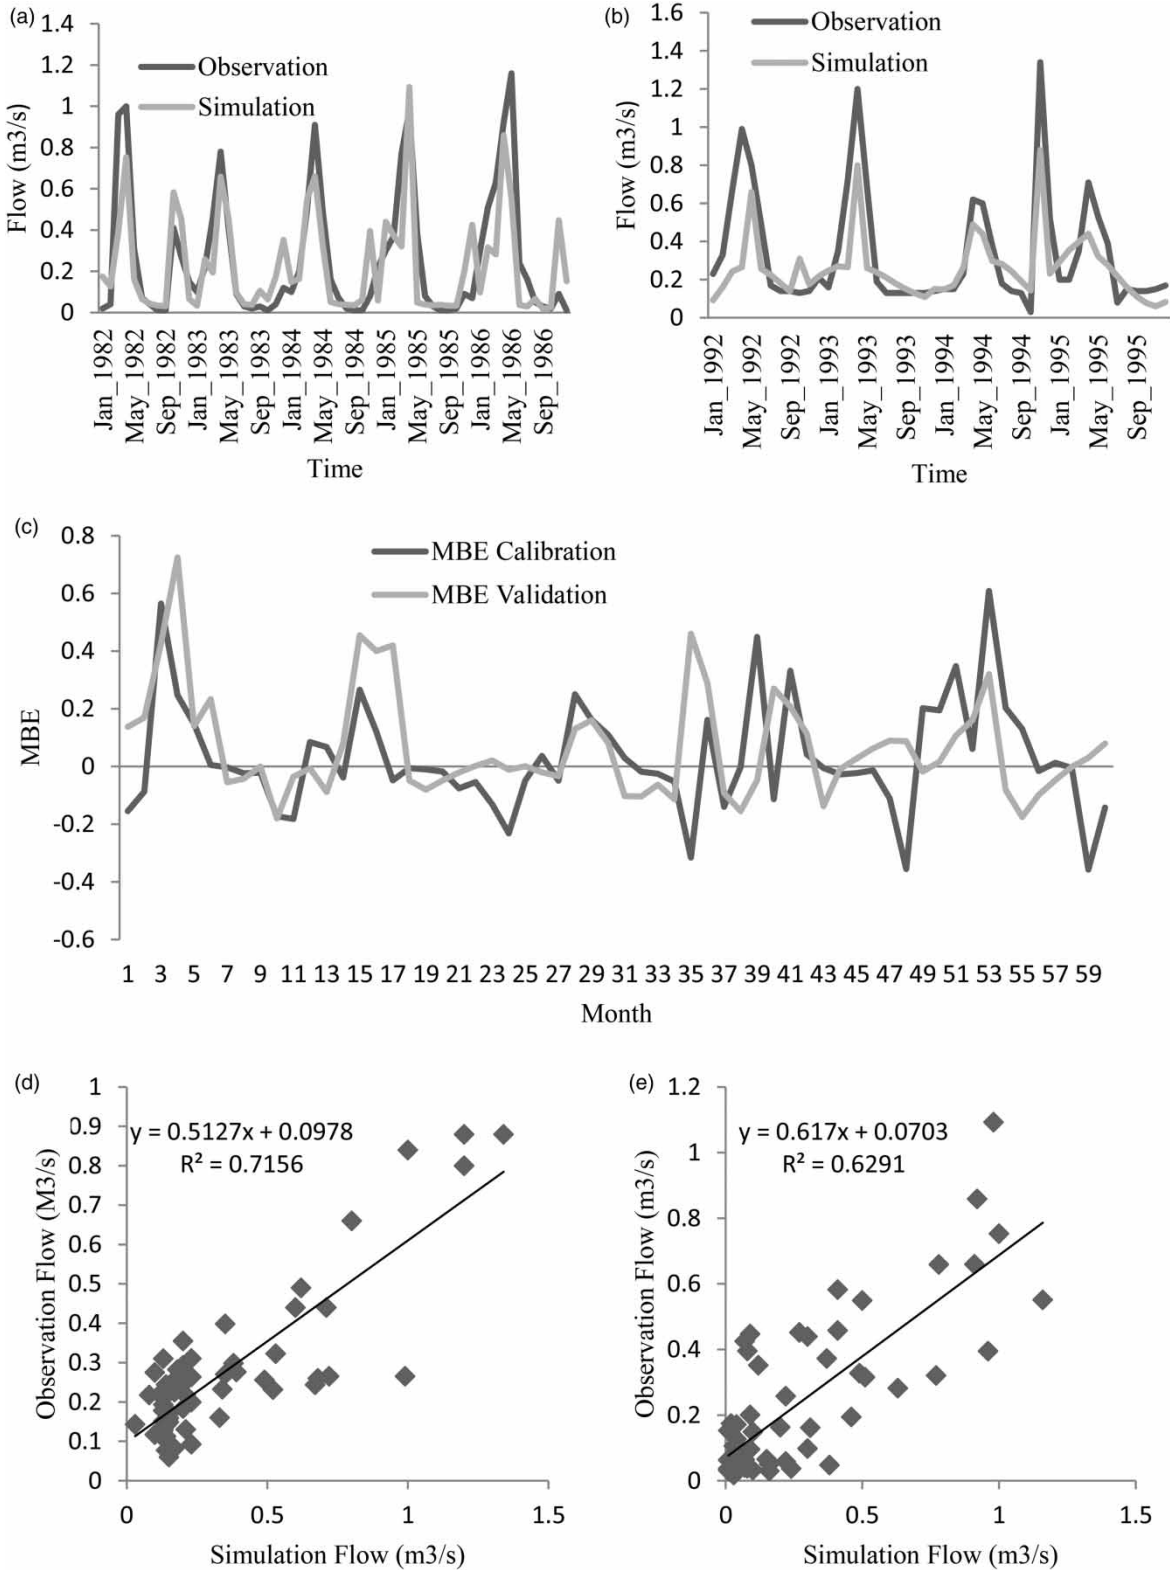 (a)
1.4
1.2
1
0.8
0.6
0.4
0.2
0
Flow (m3/s)
Observation
Simulation
Jan_1982
May_1982
Sep_1982
Jan_1983
May_1983
Sep_1983
Jan_1984
May_1984
Sep_1984
Jan_1985
May_1985
Sep_1985
Jan_1986
May_1986
Sep_1986
Time
(b)
1.6
1.4
1.2
1
0.8
0.6
0.4
0.2
0
Flow (m3/s)
Observation
Simulation
Jan_1992
May_1992
Sep_1992
Jan_1993
May_1993
Sep_1993
Jan_1994
May_1994
Sep_1994
Jan_1995
May_1995
Sep_1995
Time
(c)
0.8
0.6
0.4
0.2
0
-0.2
-0.4
-0.6
MBE
MBE Calibration
MBE Validation
1 3 5 7 9 11 13 15 17 19 21 23 25 27 29 31 33 35 37 39 41 43 45 47 49 51 53 55 57 59
Month
(d)
1
0.9
0.8
0.7
0.6
0.5
0.4
0.3
0.2
0.1
0
Observation Flow (M3/s)
y = 0.5127x + 0.0978
R² = 0.7156
0 0.5 1 1.5
Simulation Flow (m3/s)
(e)
1.2
1
0.8
0.6
0.4
0.2
0
Observation Flow (m3/s)
y = 0.617x + 0.0703
R² = 0.6291
0 0.5 1 1.5
Simulation Flow (m3/s)